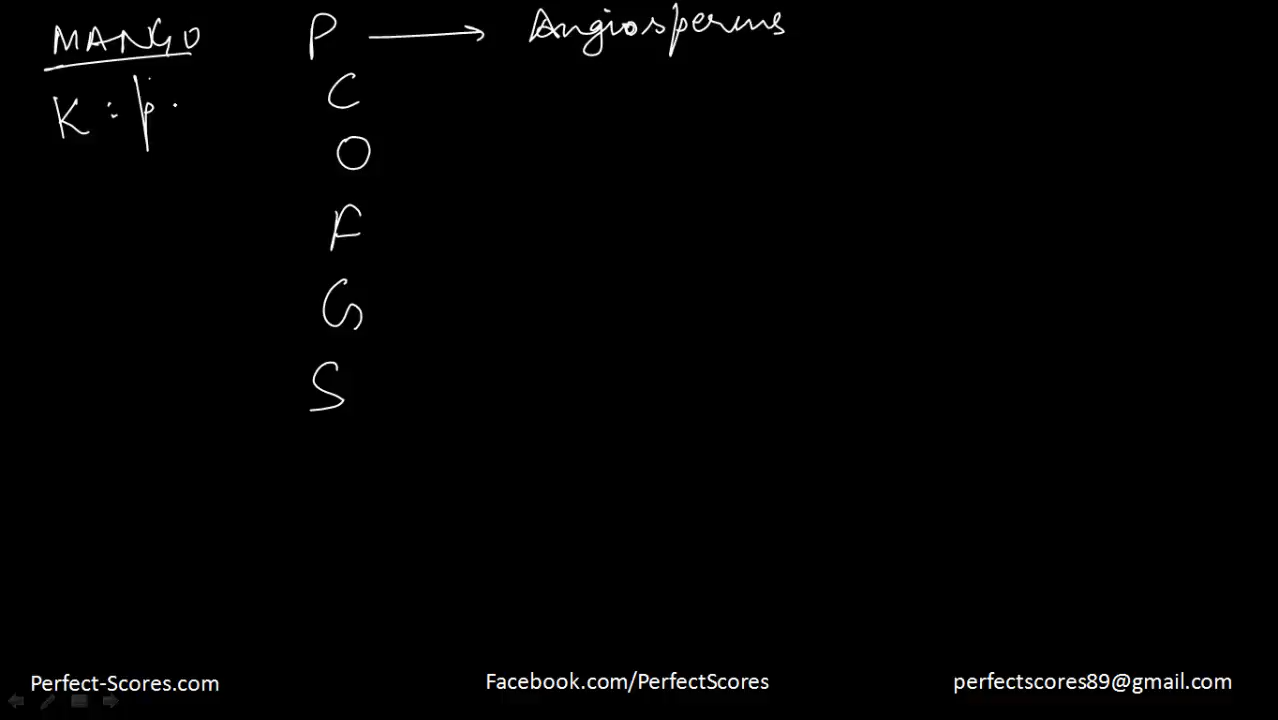 MANGO P → Angiosperms
K : p.
C
O
F
G
S
Perfect-Scores.com Facebook.com/PerfectScores perfectscores89@gmail.com